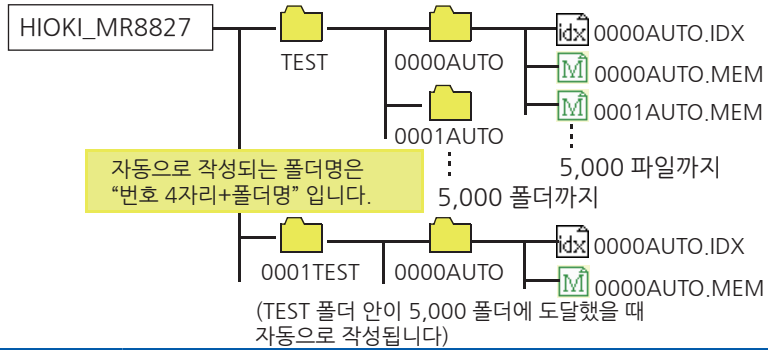 HIOKI_MR8827
TEST
0000AUTO
idx 0000AUTO.IDX
M 0000AUTO.MEM
M 0001AUTO.MEM
0001AUTO
5,000 파일까지
5,000 폴더까지
자동으로 작성되는 폴더명은
“번호 4자리+폴더명” 입니다.
0001TEST
0000AUTO
idx 0000AUTO.IDX
M 0000AUTO.MEM
(TEST 폴더 안이 5,000 폴더에 도달했을 때
자동으로 작성됩니다)